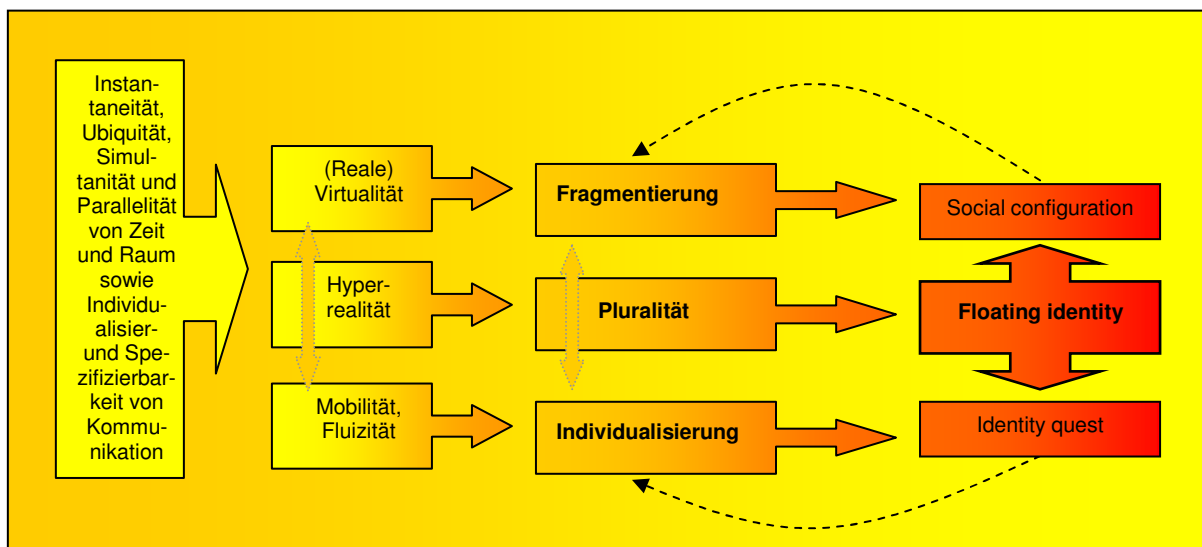 Instan-
taneität,
Ubiquität,
Simul-
tanität und
Parallelität
von Zeit
und Raum
sowie
Individu-
alisier-
und Spe-
zifizierbar-
keit von
Kommu-
nikation
(Reale)
Virtualität
Hyper-
realität
Mobilität,
Fluizität
Fragmentierung
Pluralität
Individualisierung
Social configuration
Floating identity
Identity quest